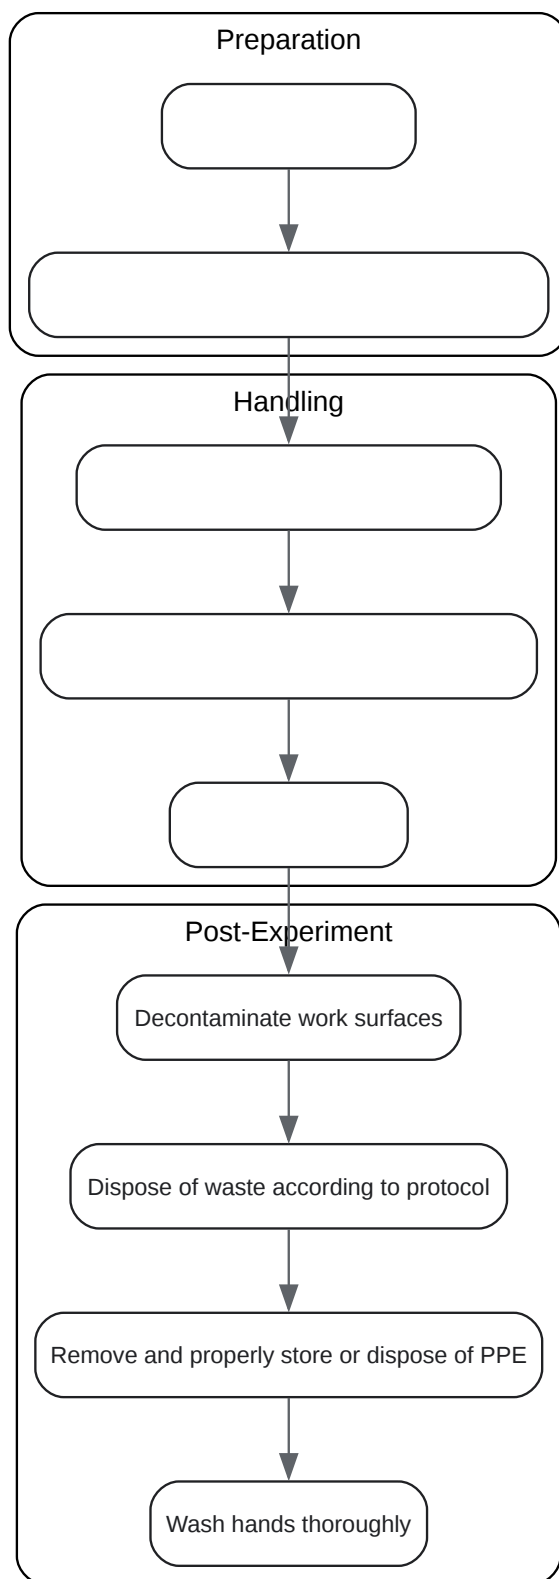 Preparation
Handling
Post-Experiment
Decontaminate work surfaces
Dispose of waste according to protocol
Remove and properly store or dispose of PPE
Wash hands thoroughly